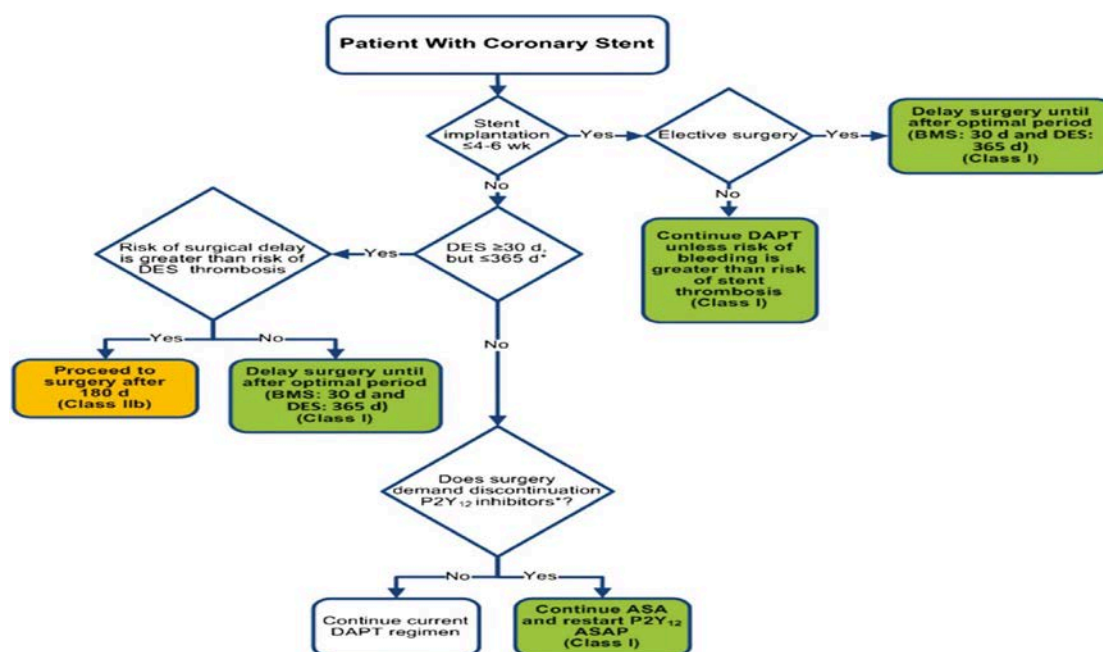 Patient With Coronary Stent
Stent
implantation
≤4-6 wk
Yes
Elective surgery
Yes
Delay surgery until
after optimal period
(BMS: 30 d and DES:
365 d)
(Class I)
No
No
Continue DAPT
unless risk of
bleeding is
greater than risk
of stent
thrombosis
(Class I)
DES ≥30 d,
but ≤365 d*
Yes
Risk of surgical delay
is greater than risk of
DES thrombosis
Yes
No
Proceed to
surgery after
180 d
(Class IIb)
Delay surgery until
after optimal period
(BMS: 30 d and
DES: 365 d)
(Class I)
No
Does surgery
demand discontinuation
P2Y₁₂ inhibitors*?
No
Yes
Continue current
DAPT regimen
Continue ASA
and restart P2Y₁₂
ASAP
(Class I)